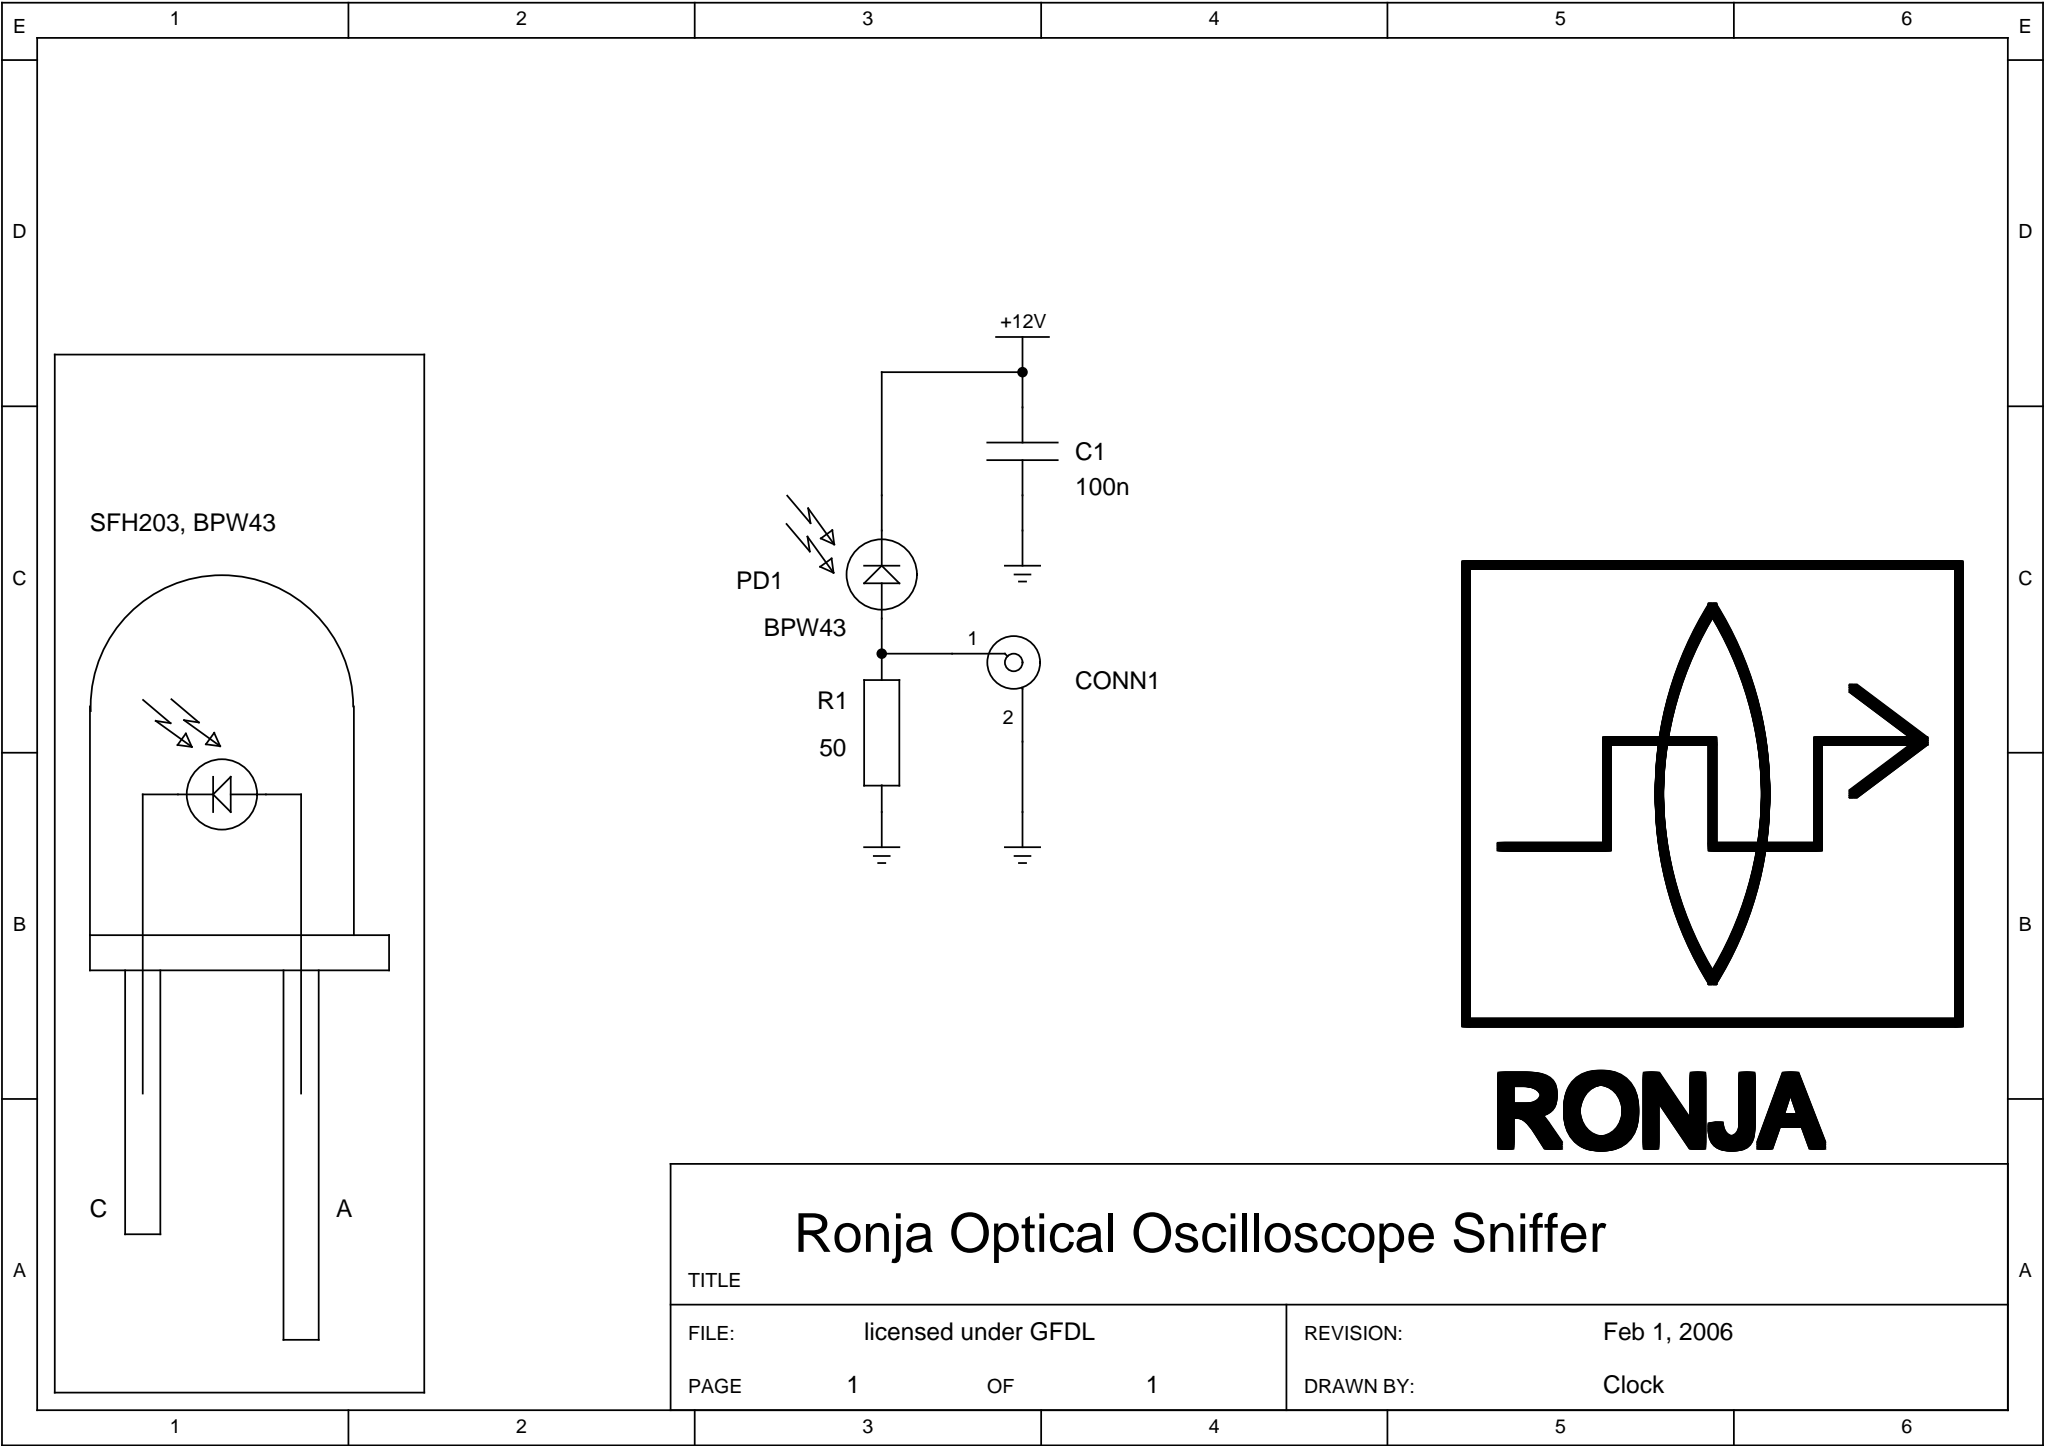 1 2 3 4 5 6
E E
D D
C C
B B
A A
+12V
C1
100n
SFH203, BPW43
PD1
BPW43
1
CONN1
R1
2
50
C A
RONJA
Ronja Optical Oscilloscope Sniffer
TITLE
FILE: licensed under GFDL REVISION: Feb 1, 2006
PAGE 1 OF 1 DRAWN BY: Clock
1 2 3 4 5 6